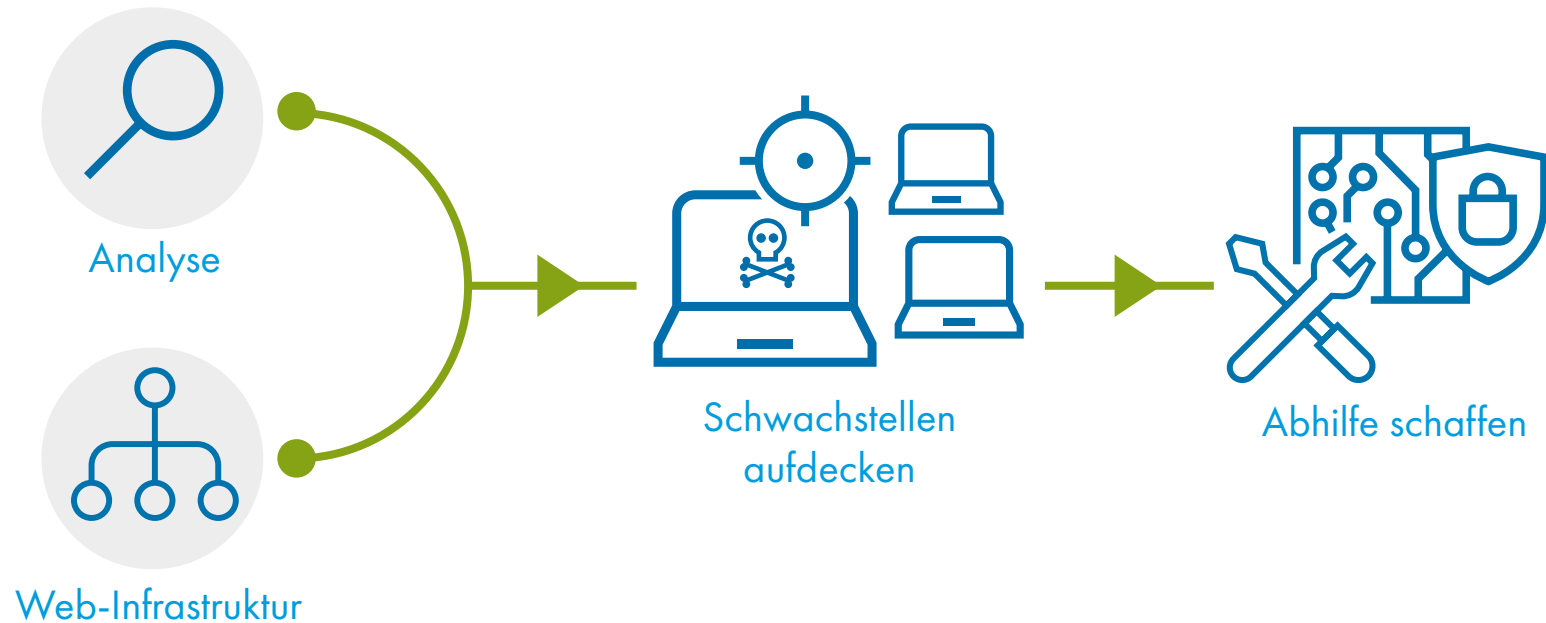 Analyse
Web-Infrastruktur
Schwachstellen
aufdecken
Abhilfe schaffen